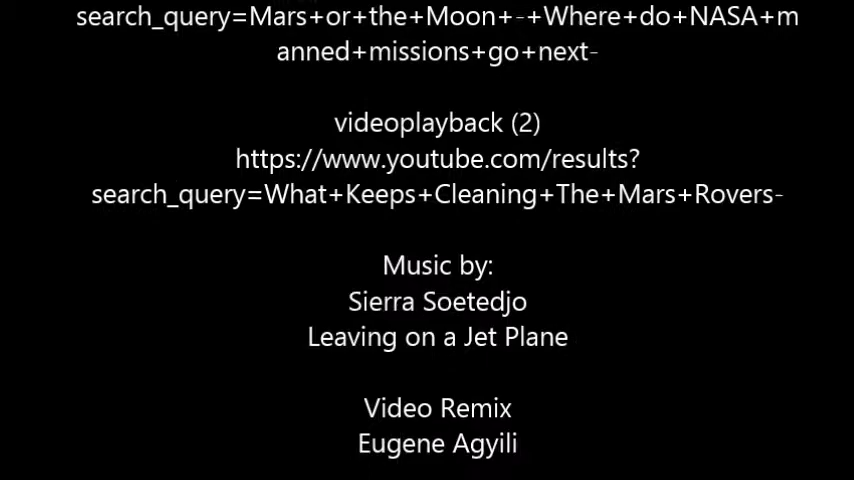 search_query=Mars+or+the+Moon+-+Where+do+NASA+m
anned+missions+go+next-
videoplayback (2)
https://www.youtube.com/results?
search_query=What+Keeps+Cleaning+The+Mars+Rovers-
Music by:
Sierra Soetedjo
Leaving on a Jet Plane
Video Remix
Eugene Agyili